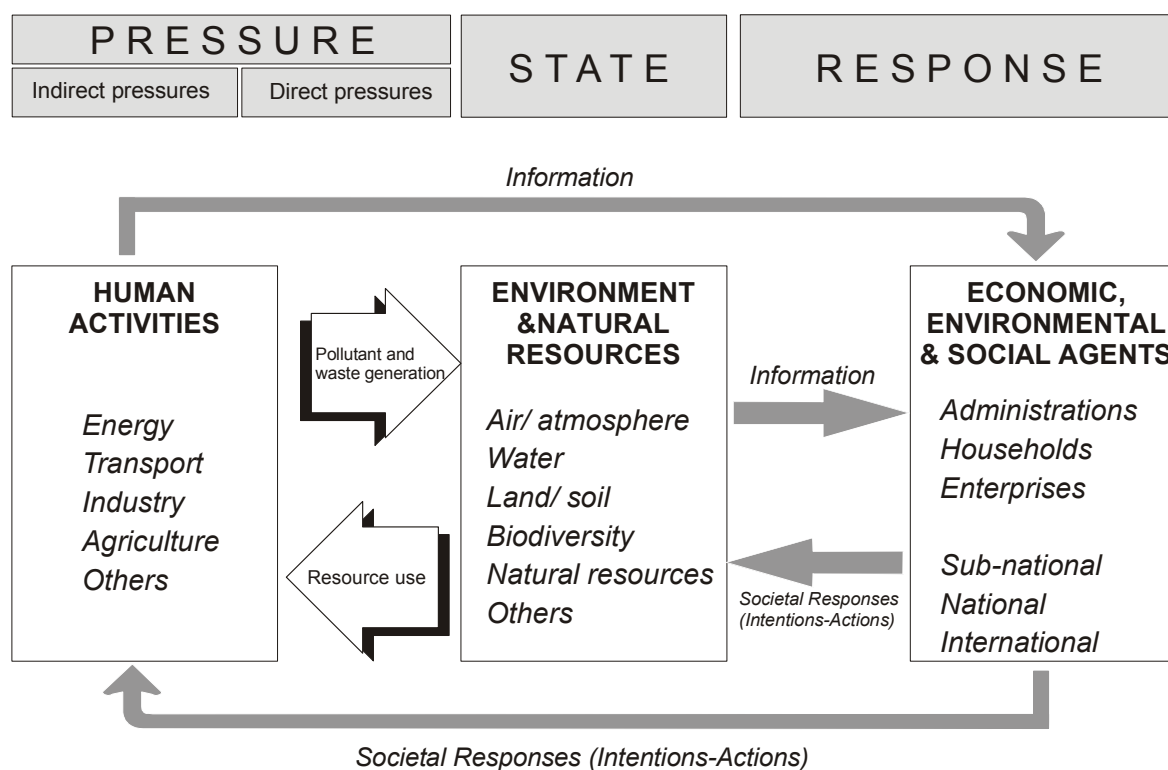 PRESSURE
Indirect pressures
Direct pressures
STATE
RESPONSE
Information
HUMAN
ACTIVITIES
Energy
Transport
Industry
Agriculture
Others
Pollutant and
waste generation
Resource use
ENVIRONMENT
&NATURAL
RESOURCES
Air/ atmosphere
Water
Land/ soil
Biodiversity
Natural resources
Others
Information
Societal Responses
(Intentions-Actions)
ECONOMIC,
ENVIRONMENTAL
& SOCIAL AGENTS
Administrations
Households
Enterprises
Sub-national
National
International
Societal Responses (Intentions-Actions)